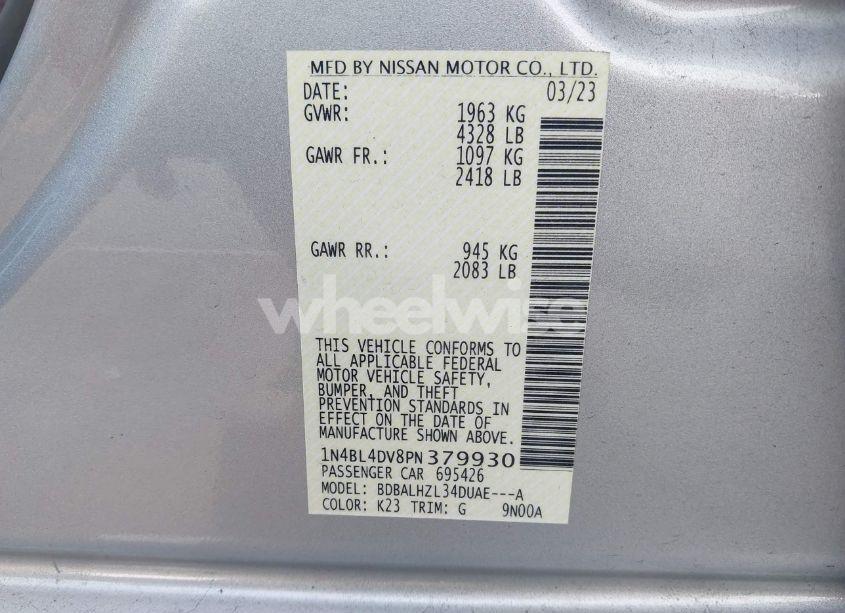 MFD BY NISSAN MOTOR CO., LTD.
DATE: 03/23
GVWR: 1963 KG
4328 LB
GAWR FR.: 1097 KG
2418 LB
GAWR RR.: 945 KG
2083 LB
wheelwise
THIS VEHICLE CONFORMS TO
ALL APPLICABLE FEDERAL
MOTOR VEHICLE SAFETY,
BUMPER, AND THEFT
PREVENTION STANDARDS IN
EFFECT ON THE DATE OF
MANUFACTURE SHOWN ABOVE.
1N4BL4DV8PN379930
PASSENGER CAR 695426
MODEL: BDBALHZL34DUAE---A
COLOR: K23 TRIM: G 9N00A